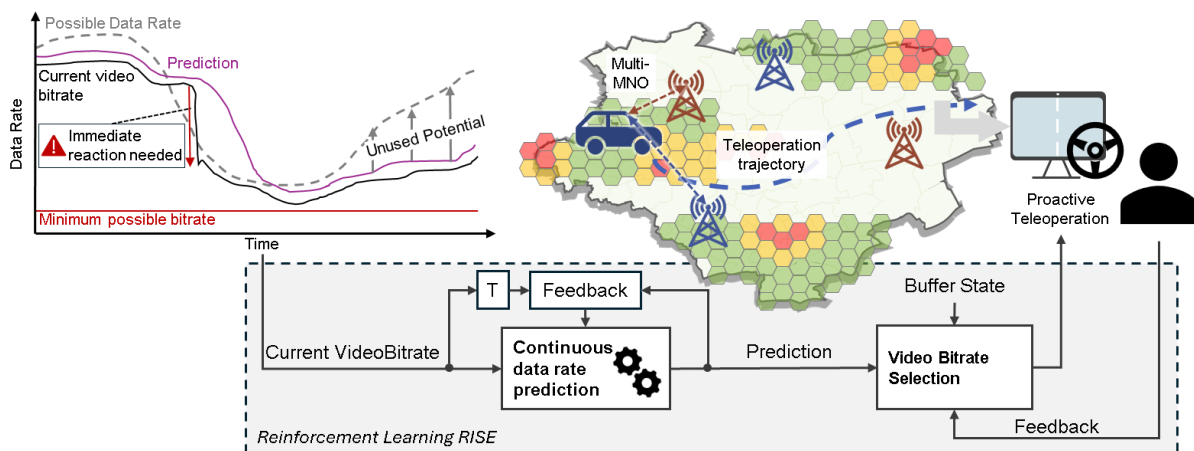 Possible Data Rate
Prediction
Current video
bitrate
Data Rate
Immediate
reaction needed
Unused Potential
Minimum possible bitrate
Time
Multi-
MNO
Teleoperation
trajectory
Proactive
Teleoperation
T
Feedback
Buffer State
Current VideoBitrate
Continuous
data rate
prediction
Prediction
Video Bitrate
Selection
Feedback
Reinforcement Learning RISE